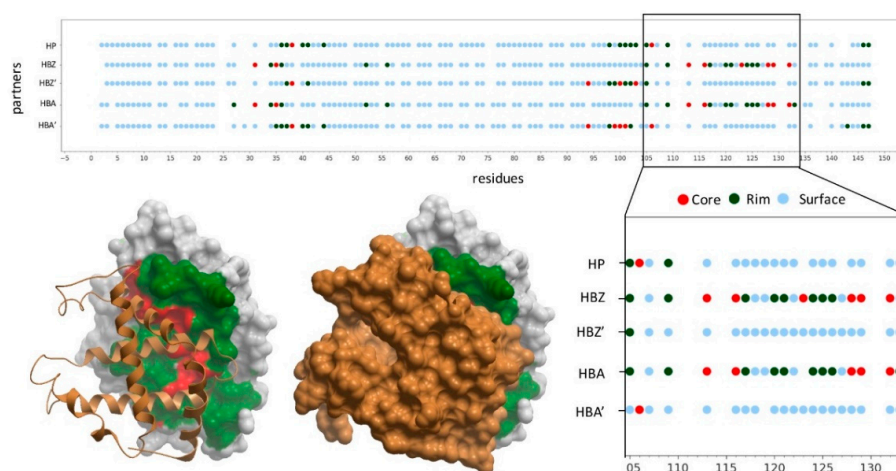 partners
HP
HBZ
HBZ'
HBA
HBA'
−5 0 5 10 15 20 25 30 35 40 45 50 55 60 65 70 75 80 85 90 95 100 105 110 115 120 125 130 135 140 145 150
residues
Core Rim Surface
HP
HBZ
HBZ'
HBA
HBA'
05 110 115 120 125 130